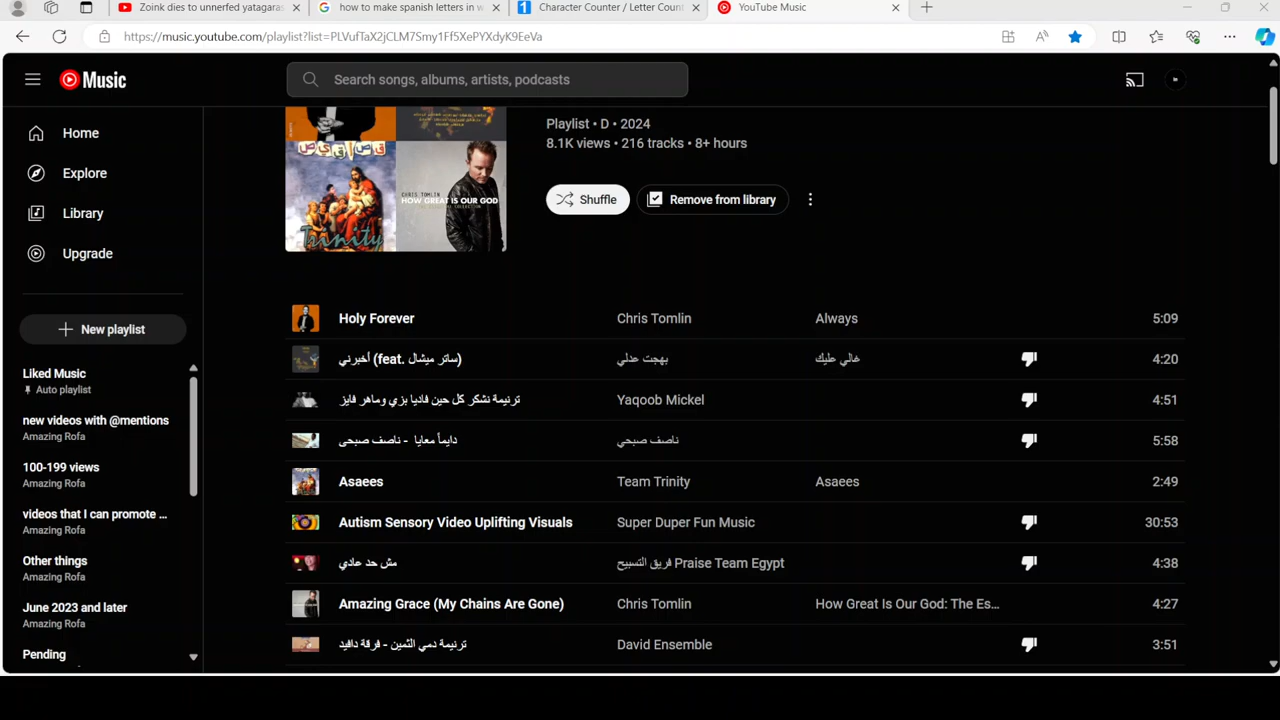 Zoink dies to unnerfed yatagaras
how to make spanish letters in w
Character Counter / Letter Count
YouTube Music
https://music.youtube.com/playlist?list=PLVufTaX2jCLM7Smy1Ff5XePYXdyK9EeVa
Music
Search songs, albums, artists, podcasts
Home
Explore
Library
Upgrade
New playlist
Liked Music
Auto playlist
new videos with @mentions
Amazing Rofa
100-199 views
Amazing Rofa
videos that I can promote ...
Amazing Rofa
Other things
Amazing Rofa
June 2023 and later
Amazing Rofa
Pending
قصاقيص
Trinity
CHRIS TOMLIN
HOW GREAT IS OUR GOD
Playlist • D • 2024
8.1K views • 216 tracks • 8+ hours
Shuffle
Remove from library
Holy Forever Chris Tomlin Always 5:09
أخبرني (feat. ساتر ميشال) بهجت عدلي غالي عليك 4:20
ترنيمة نشكر كل حين فاديا بزي وماهر فايز Yaqoob Mickel 4:51
دايماً معايا - ناصف صبحى ناصف صبحي 5:58
Asaees Team Trinity Asaees 2:49
Autism Sensory Video Uplifting Visuals Super Duper Fun Music 30:53
مش حد عادي فريق التسبيح Praise Team Egypt 4:38
Amazing Grace (My Chains Are Gone) Chris Tomlin How Great Is Our God: The Es... 4:27
ترنيمة دمي الثمين - فرقة دافيد David Ensemble 3:51